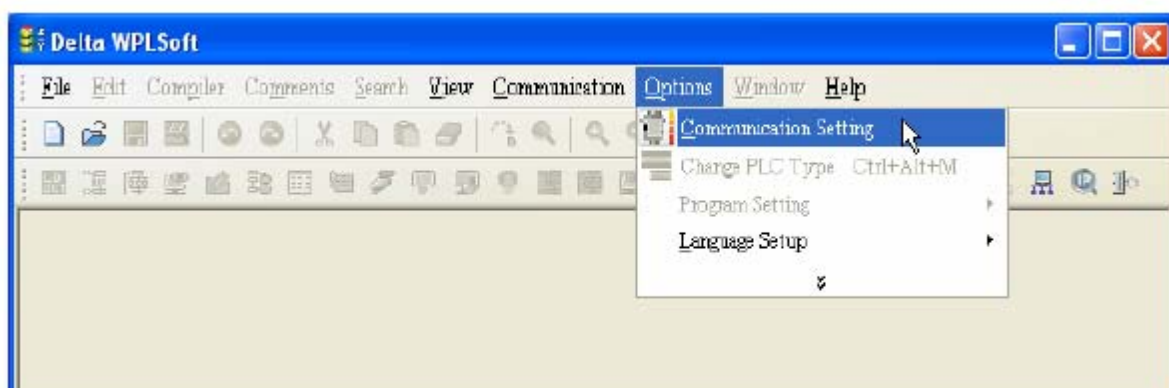 Delta WPLSoft
File Edit Compiler Comments Search View Communication Options Window Help
Communication Setting
Change PLC Type Ctrl+Alt+M
Program Setting
Language Setup